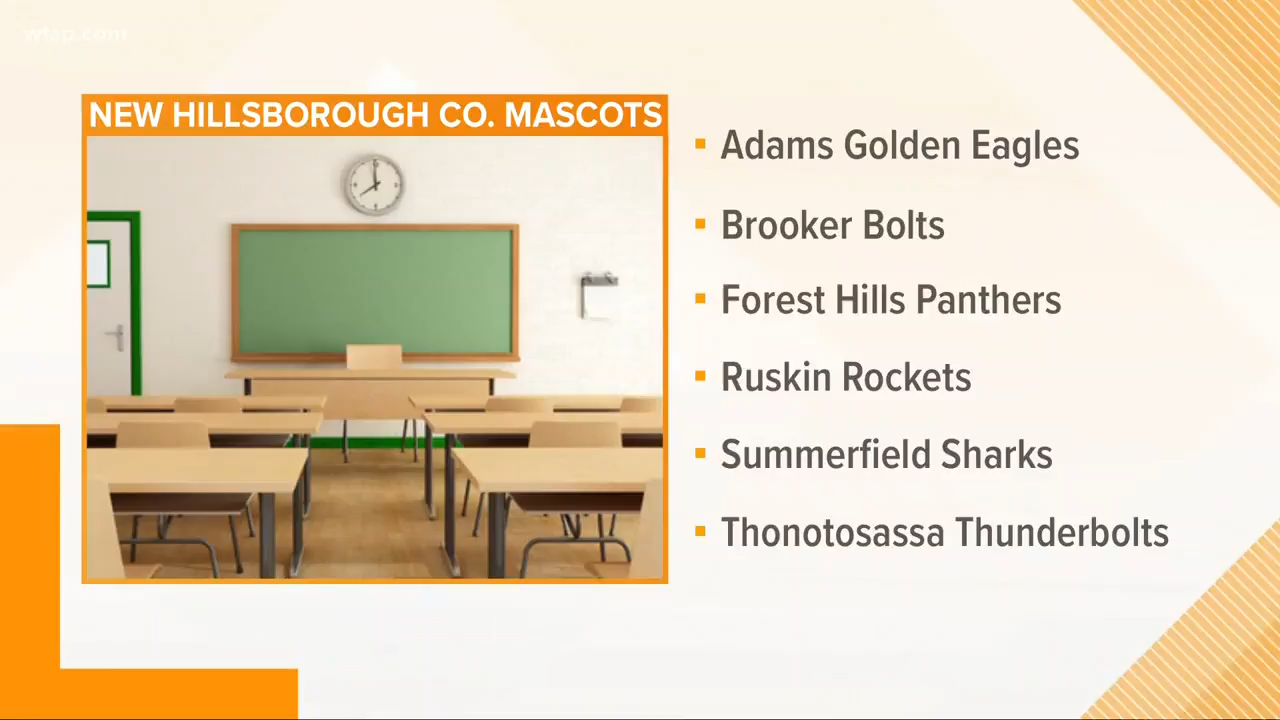 wtsp.com
NEW HILLSBOROUGH CO. MASCOTS
Adams Golden Eagles
Brooker Bolts
Forest Hills Panthers
Ruskin Rockets
Summerfield Sharks
Thonotosassa Thunderbolts